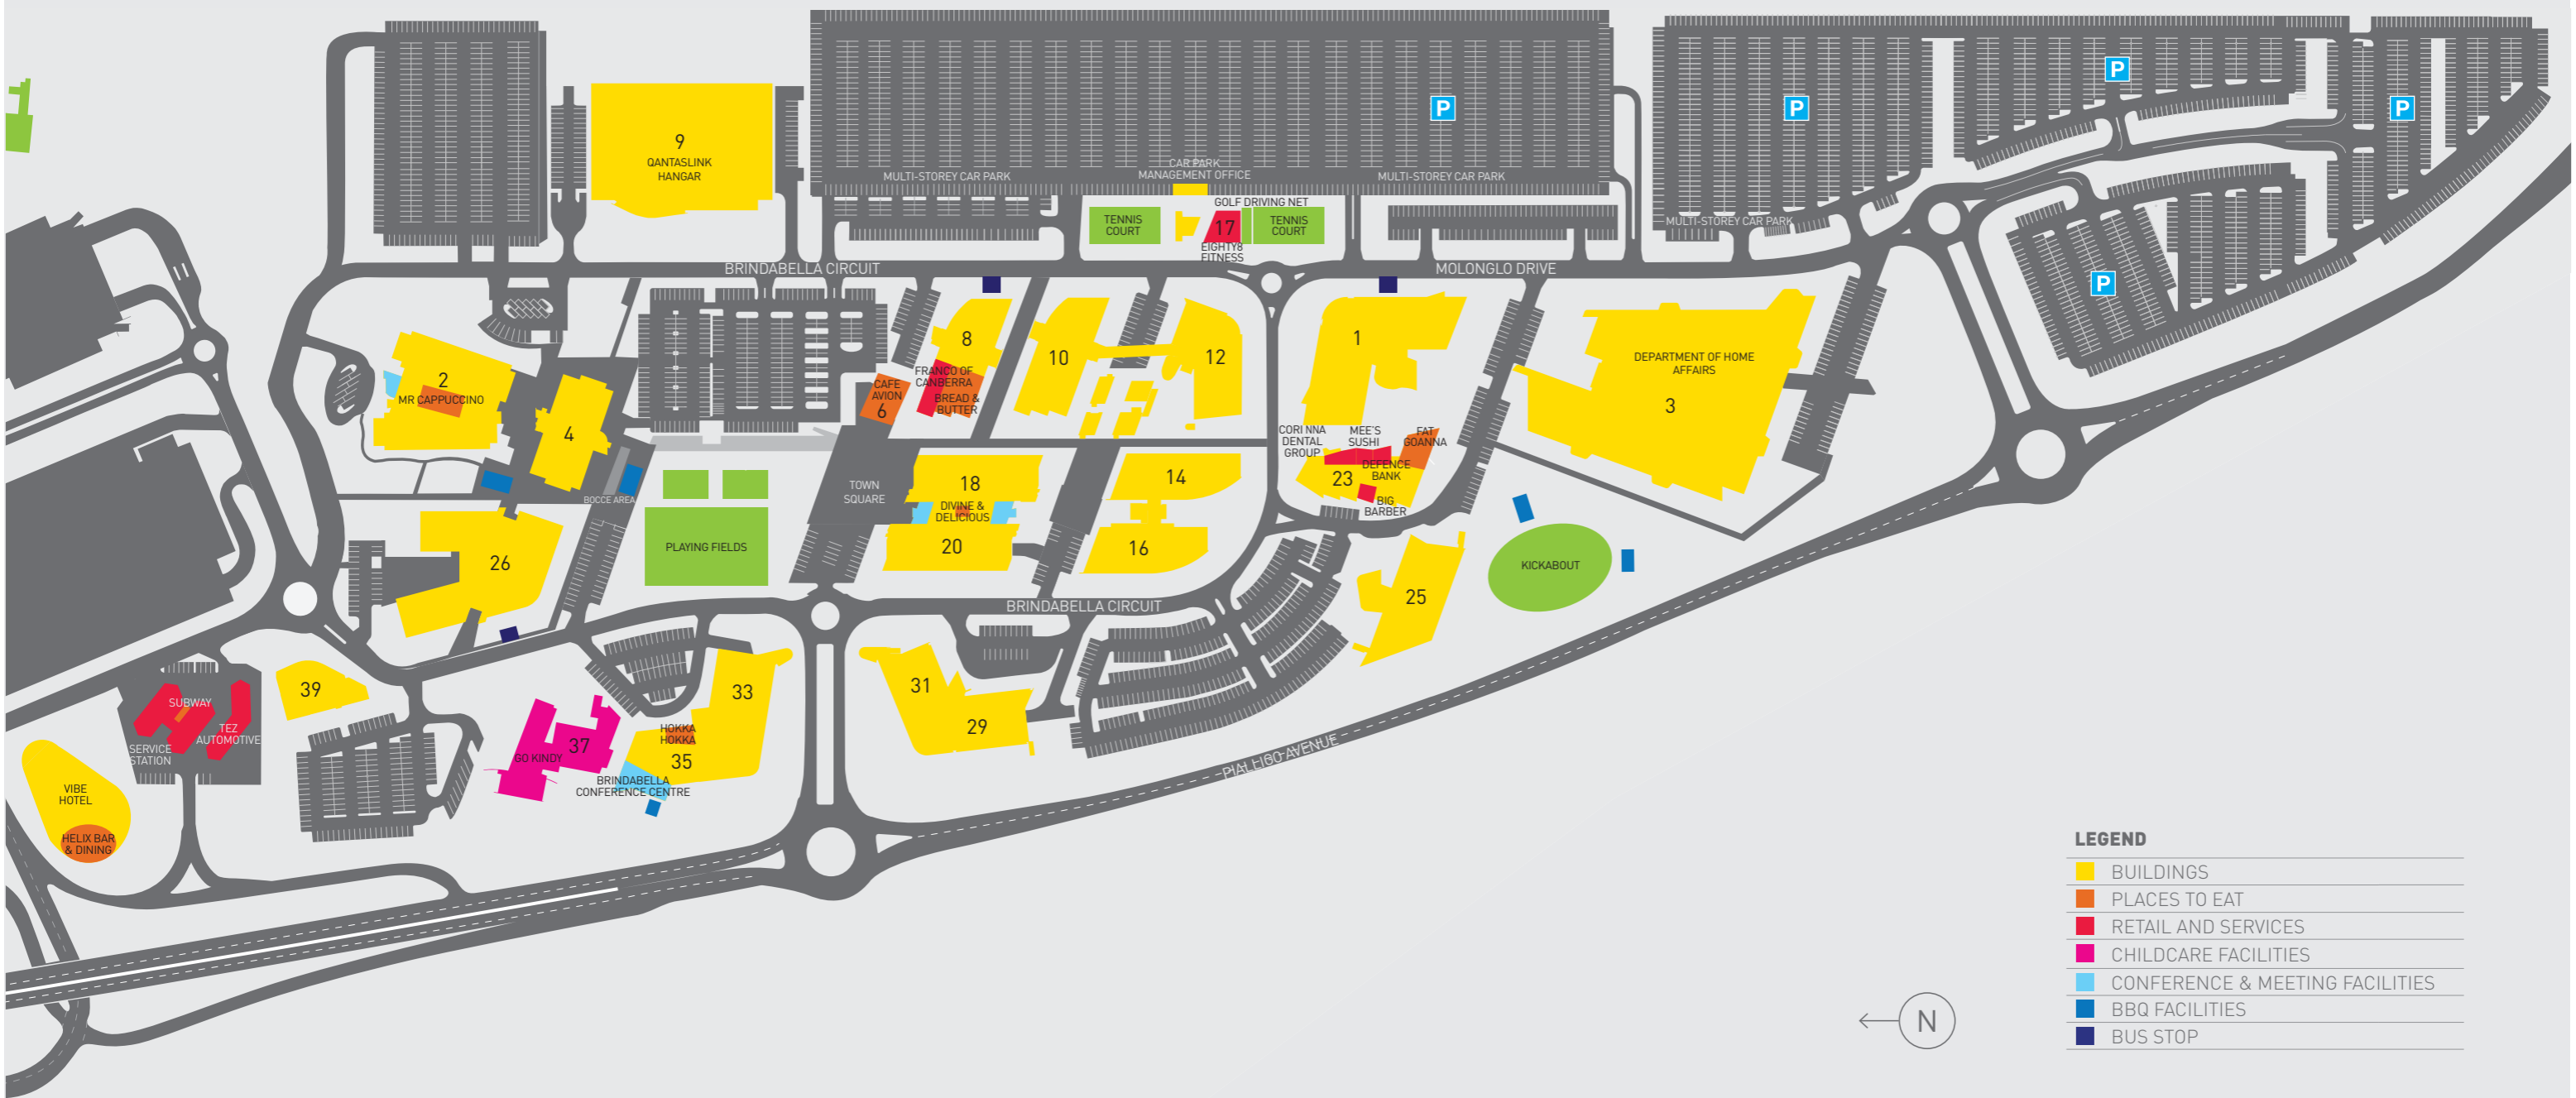 P
P
P
P
9
QANTASLINK
HANGAR
CAR PARK
MANAGEMENT OFFICE
MULTI-STOREY CAR PARK
MULTI-STOREY CAR PARK
GOLF DRIVING NET
TENNIS
COURT
17
TENNIS
COURT
EIGHTY8
FITNESS
MULTI-STOREY CAR PARK
BRINDABELLA CIRCUIT
MOLONGLO DRIVE
P
8
10
12
1
DEPARTMENT OF HOME
AFFAIRS
3
2
MR CAPPUCCINO
FRANCO OF
CANBERRA
CAFE
AVION
6
BREAD &
BUTTER
4
CORI NNA
DENTAL
GROUP
MEE'S
SUSHI
FAT
GOANNA
DEFENCE
BANK
23
BIG
BARBER
BOCCE AREA
TOWN
SQUARE
18
DIVINE &
DELICIOUS
20
14
16
PLAYING FIELDS
26
KICKABOUT
25
BRINDABELLA CIRCUIT
39
33
31
29
SUBWAY
TEZ
AUTOMOTIVE
SERVICE
STATION
HOKKA
HOKKA
37
GO KINDY
35
BRINDABELLA
CONFERENCE CENTRE
PIALLIGO AVENUE
VIBE
HOTEL
HELIX BAR
& DINING
N
LEGEND
BUILDINGS
PLACES TO EAT
RETAIL AND SERVICES
CHILDCARE FACILITIES
CONFERENCE & MEETING FACILITIES
BBQ FACILITIES
BUS STOP